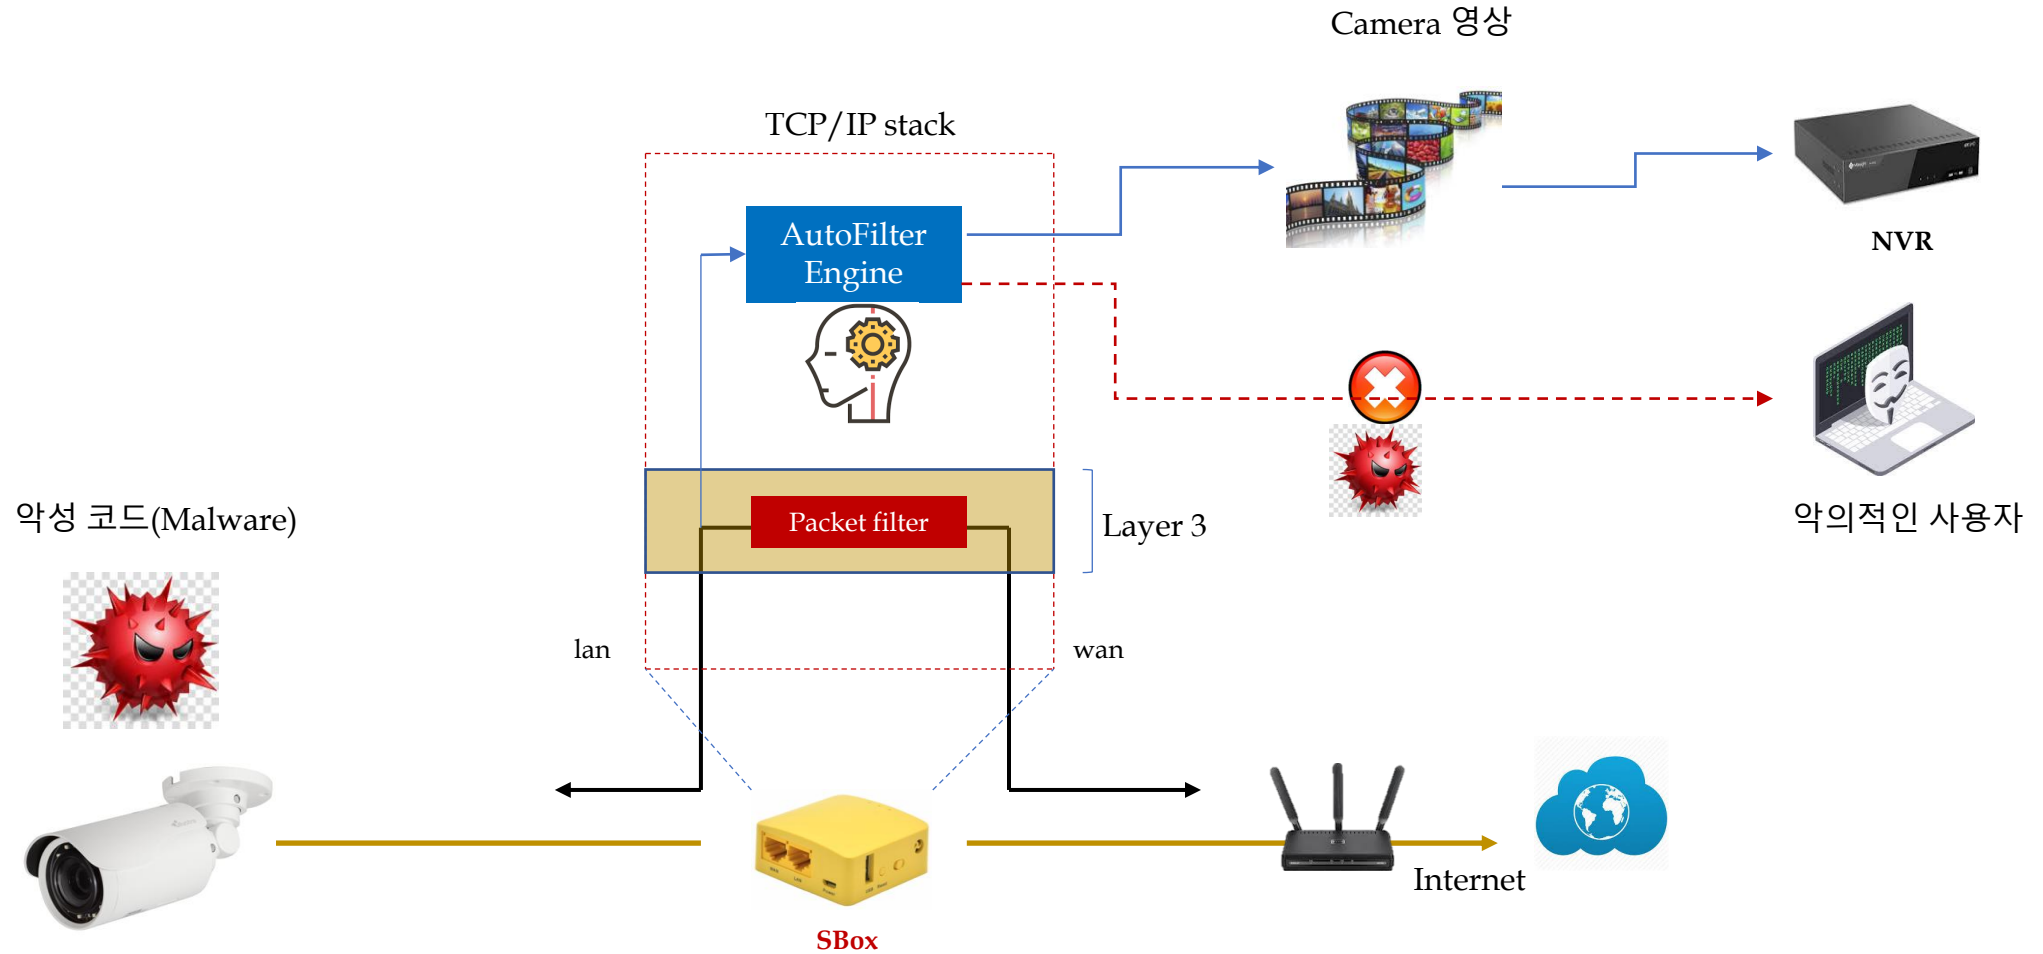 Camera 영상
TCP/IP stack
AutoFilter
Engine
NVR
Packet filter
Layer 3
악성 코드(Malware)
악의적인 사용자
lan
wan
Internet
SBox